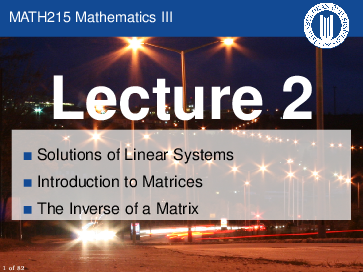 MATH215 Mathematics III
Lecture 2
Solutions of Linear Systems
Introduction to Matrices
The Inverse of a Matrix
1 of 82